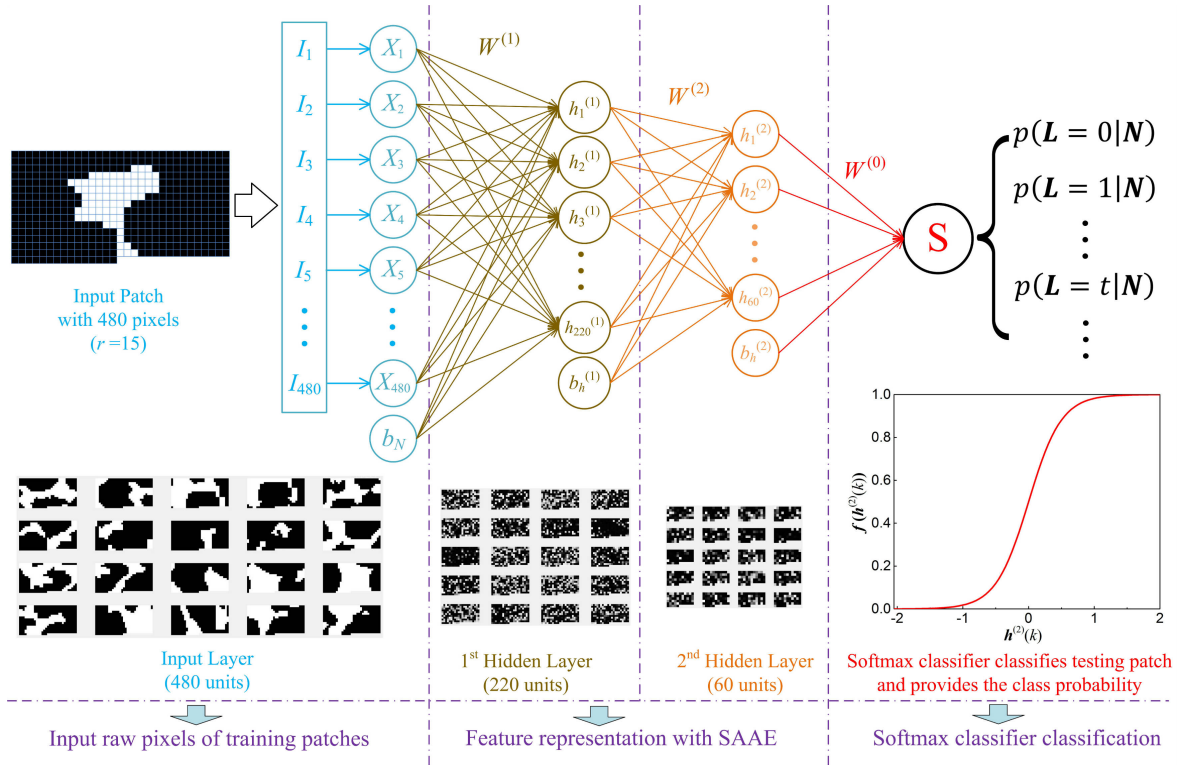 Input Patch
with 480 pixels
(r =15)
I₁
I₂
I₃
I₄
I₅
I₄₈₀
X₁
X₂
X₃
X₄
X₅
X₄₈₀
b_N
W⁽¹⁾
h₁⁽¹⁾
h₂⁽¹⁾
h₃⁽¹⁾
h₂₂₀⁽¹⁾
b_h⁽¹⁾
W⁽²⁾
h₁⁽²⁾
h₂⁽²⁾
h₆₀⁽²⁾
b_h⁽²⁾
W⁽⁰⁾
S
p(L = 0|N)
p(L = 1|N)
p(L = t|N)
Input Layer
(480 units)
1st Hidden Layer
(220 units)
2nd Hidden Layer
(60 units)
f(h⁽²⁾(k)
1.0
0.8
0.6
0.4
0.2
0.0
-2
-1
0
1
2
h⁽²⁾(k)
Softmax classifier classifies testing patch
and provides the class probability
Input raw pixels of training patches
Feature representation with SAAE
Softmax classifier classification